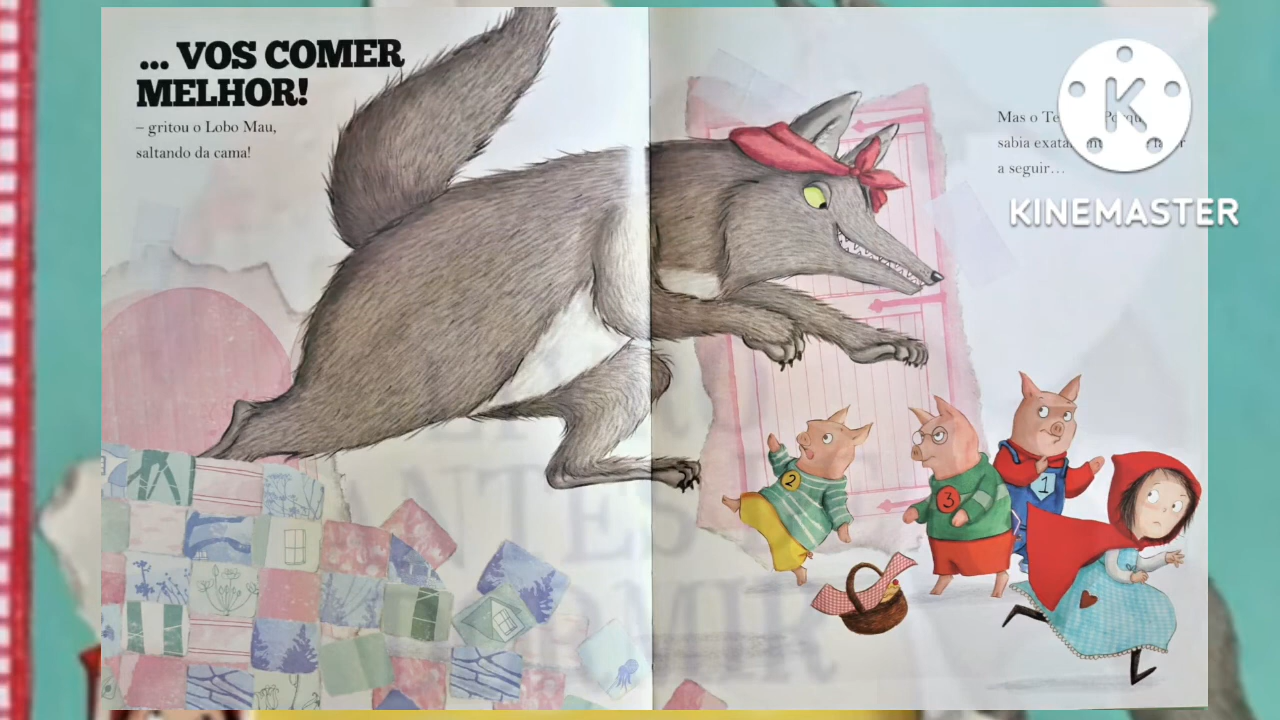 ... VOS COMER
MELHOR!
– gritou o Lobo Mau,
saltando da cama!
Mas o
sabia
a seguir…
K
KINEMASTER
2
3
1